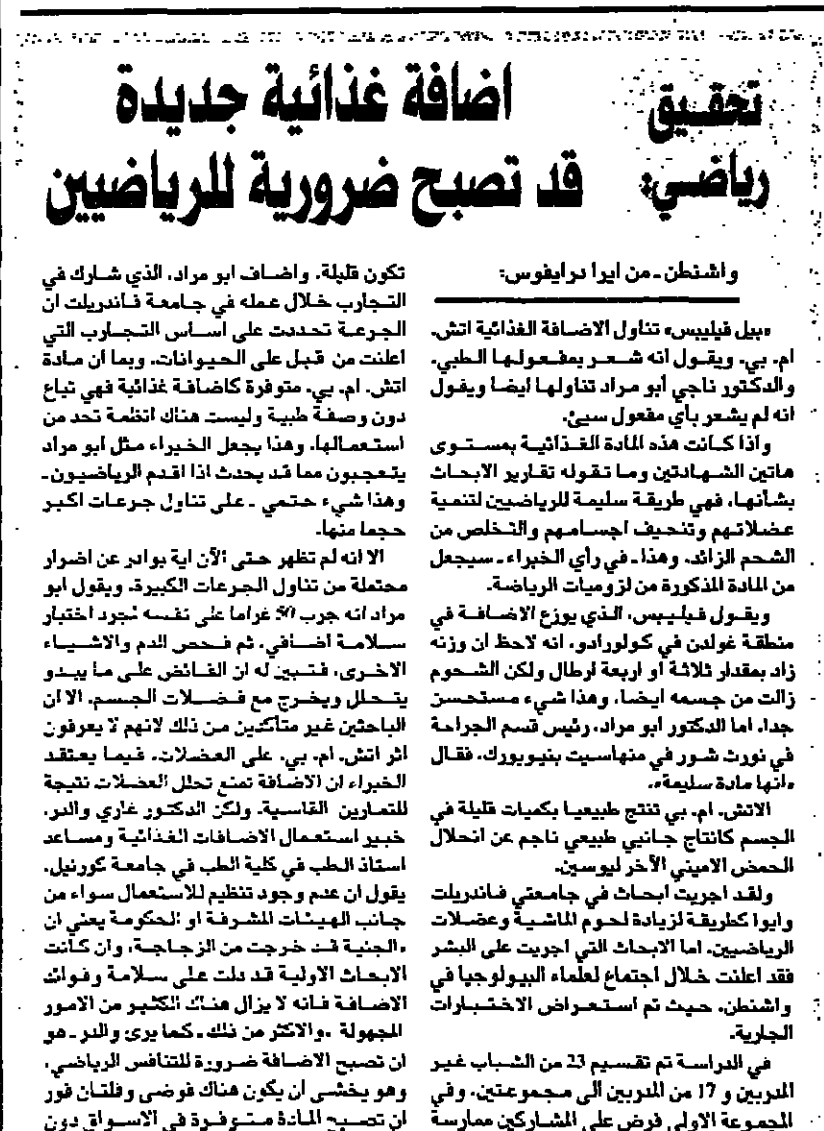 تحقيق
رياضي:
اضافة غذائية جديدة
قد تصبح ضرورية للرياضيين
واشنطن - من ايرا درايفوس:
«بيل فيليبس» تناول الاضافة الغذائية اتش.
ام. بي. ويقول انه شعر بمفعولها الطبي.
والدكتور ناجي أبو مراد تناولها ايضا ويقول
انه لم يشعر بأي مفعول سيئ.
واذا كانت هذه المادة الغذائية بمستوى
هاتين الشهادتين وما تقوله تقارير الابحاث
بشأنها، فهي طريقة سليمة للرياضيين لتنمية
عضلاتهم وتنحيف اجسامهم والتخلص من
الشحم الزائد. وهذا - في رأي الخبراء - سيجعل
من المادة المذكورة من لزوميات الرياضة.
ويقول فيليبس، الذي يوزع الاضافة في
منطقة غولدن في كولورادو، انه لاحظ أن وزنه
زاد بمقدار ثلاثة أو اربعة ارطال ولكن الشحوم
زالت من جسمه ايضا، وهذا شيء مستحسن
جدا. اما الدكتور ابو مراد، رئيس قسم الجراحة
في نورث شور في منهاسيت بنيويورك، فقال
«انها مادة سليمة».
الاتش. ام. بي تنتج طبيعيا بكميات قليلة في
الجسم كانتاج جانبي طبيعي ناجم عن انحلال
الحمض الاميني الآخر ليوسين.
ولقد اجريت ابحاث في جامعتي فاندريلت
وايوا كطريقة لزيادة لحوم الماشية وعضلات
الرياضيين. اما الابحاث التي اجريت على البشر
فقد اعلنت خلال اجتماع لعلماء البيولوجيا في
واشنطن. حيث تم استعراض الاختبارات
الجارية.
في الدراسة تم تقسيم 23 من الشباب غير
المدربين و 17 من المدربين الى مجموعتين. وفي
المجموعة الاولى فرض على المشاركين ممارسة
تكون قليلة. واضاف ابو مراد، الذي شارك في
التجارب خلال عمله في جامعة فاندريلت ان
الجرعة تحددت على اساس التجارب التي
اعلنت من قبل على الحيوانات. وبما ان مادة
اتش. ام. بي. متوفرة كاضافة غذائية فهي تباع
دون وصفة طبية وليست هناك انظمة تحد من
استعمالها. وهذا يجعل الخبراء مثل ابو مراد
يتعجبون مما قد يحدث اذا اقدم الرياضيون -
وهذا شيء حتمي - على تناول جرعات اكبر
حجما منها.
الا انه لم تظهر حتى الآن اية بوادر عن اضرار
محتملة من تناول الجرعات الكبيرة. ويقول ابو
مراد انه جرب 50 غراما على نفسه لمجرد اختبار
سلامة اضافي. ثم فحص الدم والاشياء
الاخرى، فتبين له ان الفائض على ما يبدو
يتحلل ويخرج مع فضلات الجسم. الا ان
الباحثين غير متأكدين من ذلك لانهم لا يعرفون
اثر اتش. ام. بي. على العضلات. فيما يعتقد
الخبراء ان الاضافة تمنع تحلل العضلات نتيجة
للتمارين القاسية. ولكن الدكتور غاري والدر،
خبير استعمال الاضافات الغذائية ومساعد
استاذ الطب في كلية الطب في جامعة كورنيل.
يقول ان عدم وجود تنظيم للاستعمال سواء من
جانب الهيئات المشرفة او الحكومة يعني ان
«الجنية قد خرجت من الزجاجة، وان كانت
الابحاث الاولية قد دلت على سلامة وفوائد
الاضافة فانه لا يزال هناك الكثير من الامور
المجهولة. والاكثر من ذلك - كما يرى والدر - هو
ان تصبح الاضافة ضرورة للتنافس الرياضي،
وهو يخشى أن يكون هناك فوضى وفلتان فور
ان تصبح المادة متوفرة في الاسواق دون